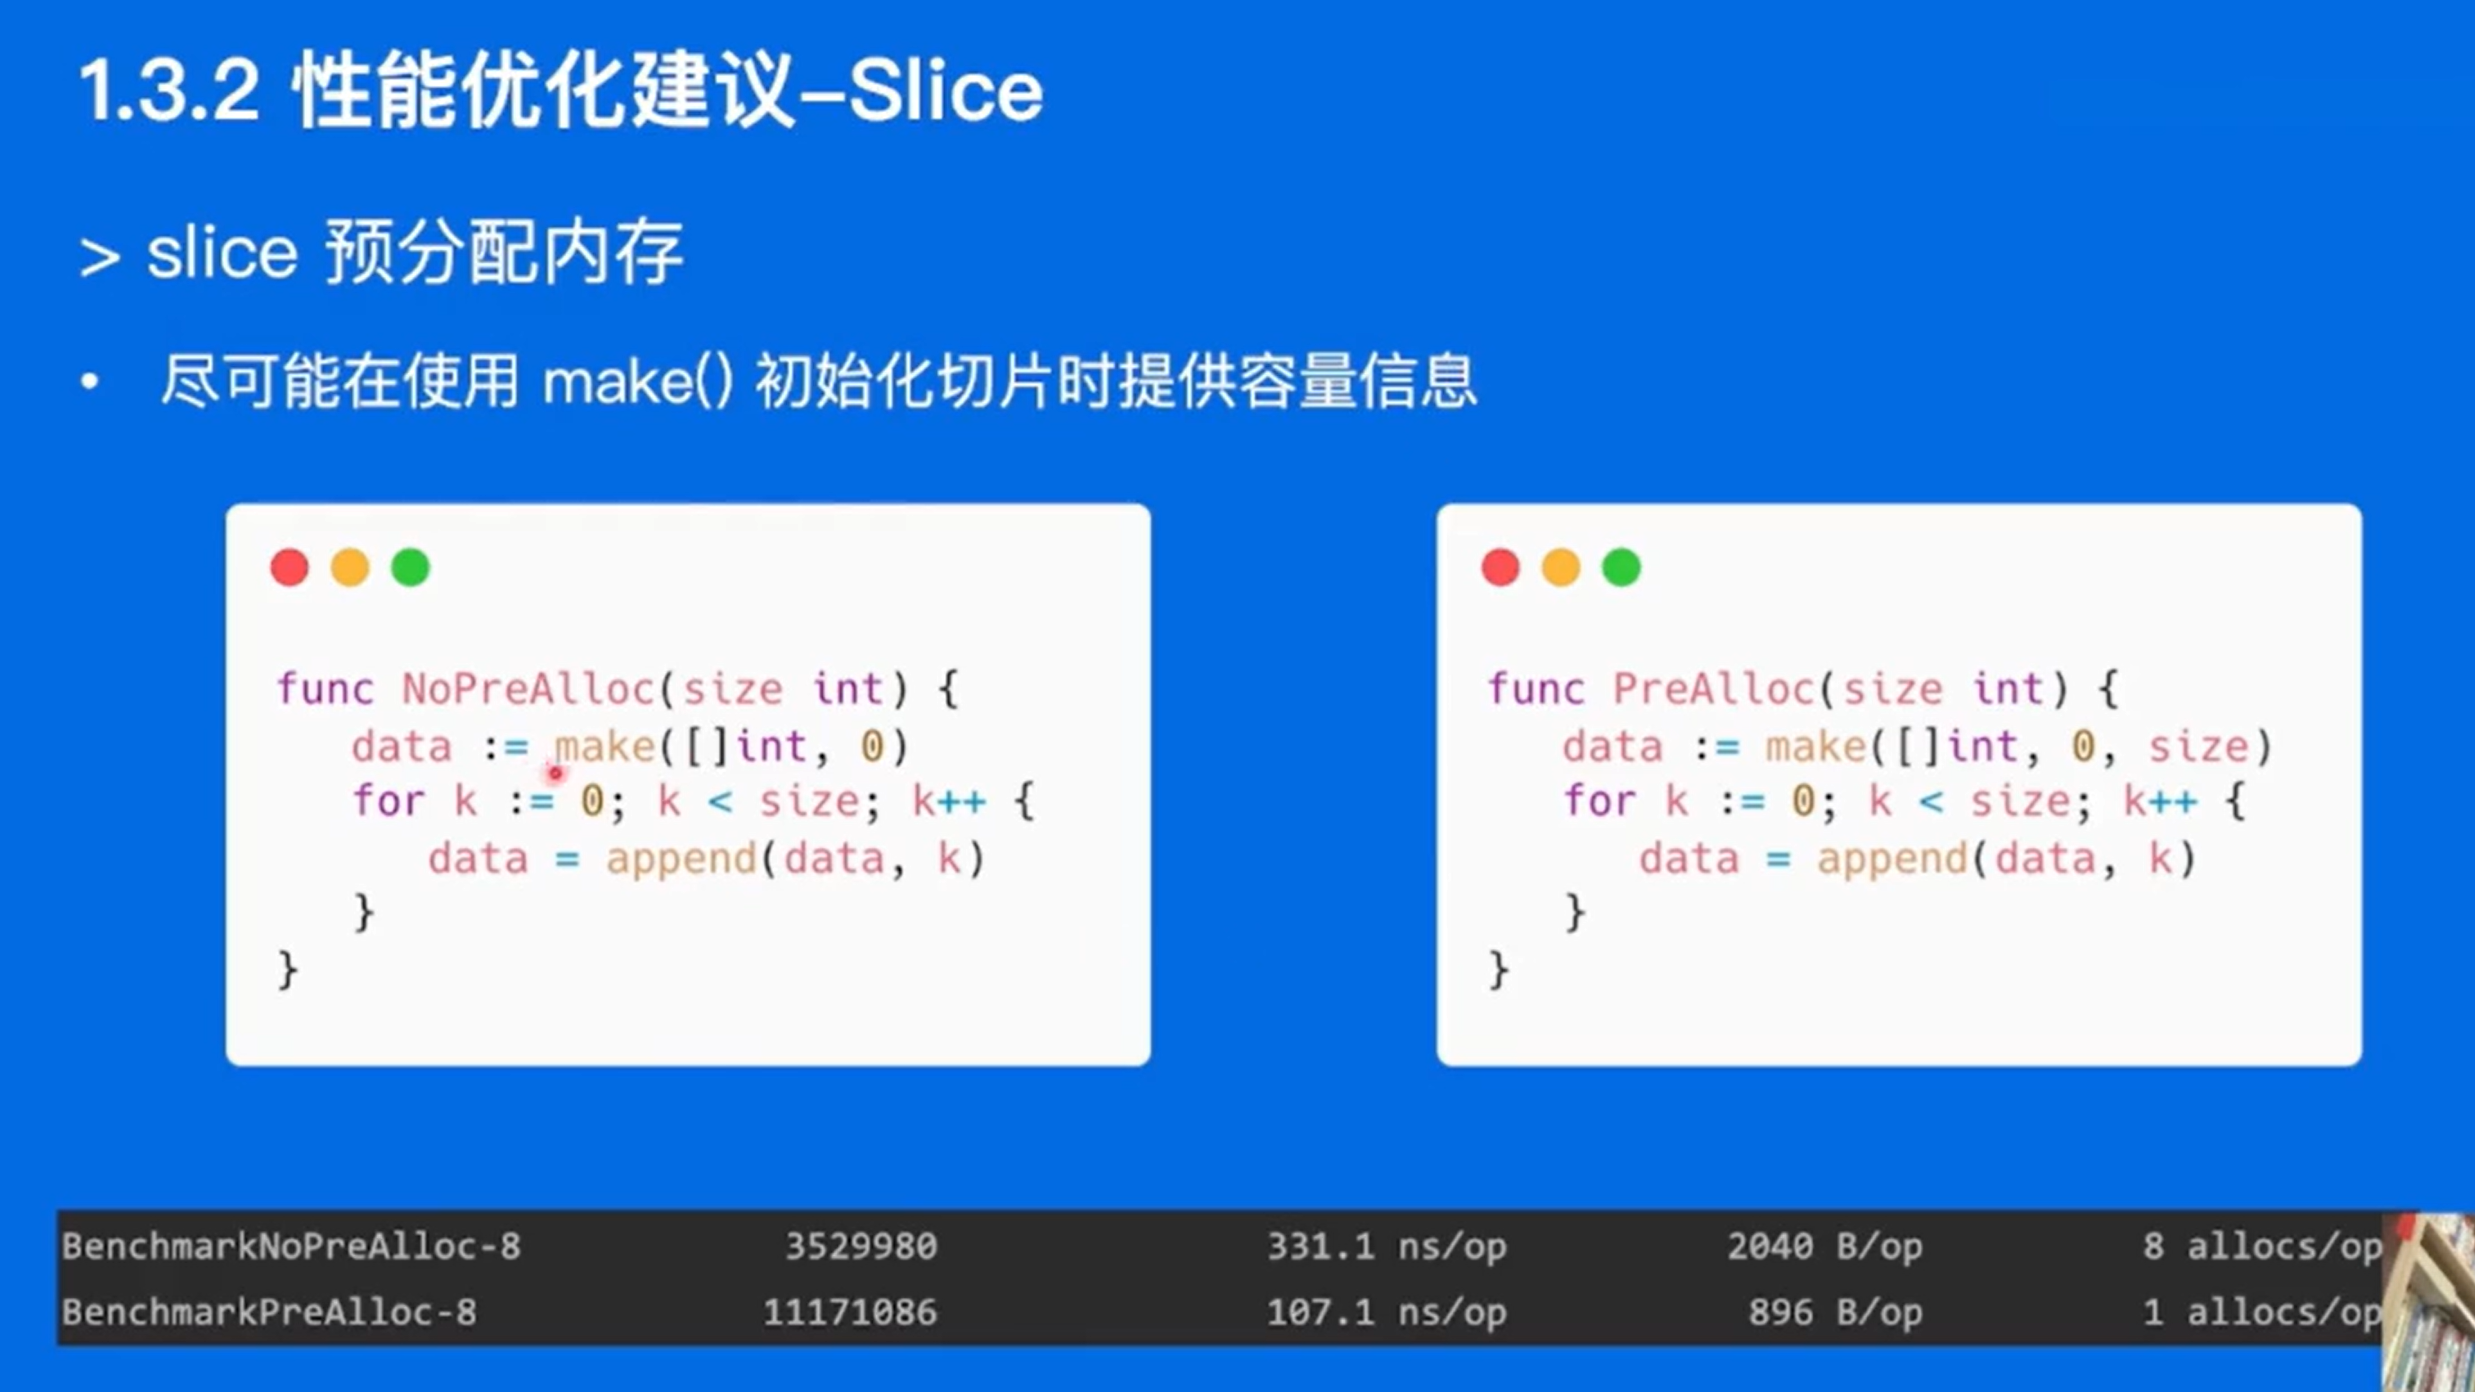 1.3.2 性能优化建议-Slice
> slice 预分配内存
• 尽可能在使用 make() 初始化切片时提供容量信息
func NoPreAlloc(size int) {
data := make([]int, 0)
for k := 0; k < size; k++ {
data = append(data, k)
}
}
func PreAlloc(size int) {
data := make([]int, 0, size)
for k := 0; k < size; k++ {
data = append(data, k)
}
}
BenchmarkNoPreAlloc-8 3529980 331.1 ns/op 2040 B/op 8 allocs/op
BenchmarkPreAlloc-8 11171086 107.1 ns/op 896 B/op 1 allocs/op